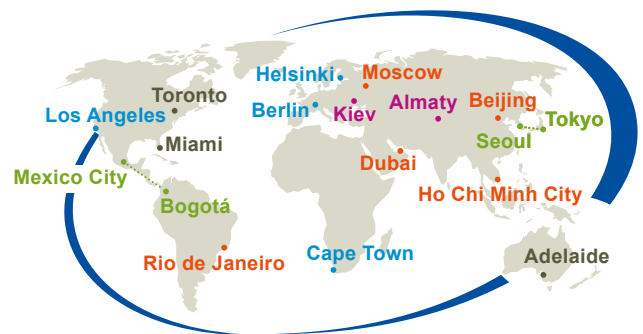 Helsinki
Moscow
Toronto
Almaty
Beijing
Los Angeles
Berlin
Kiev
Tokyo
Miami
Seoul
Dubai
Mexico City
Ho Chi Minh City
Bogotá
Cape Town
Adelaide
Rio de Janeiro